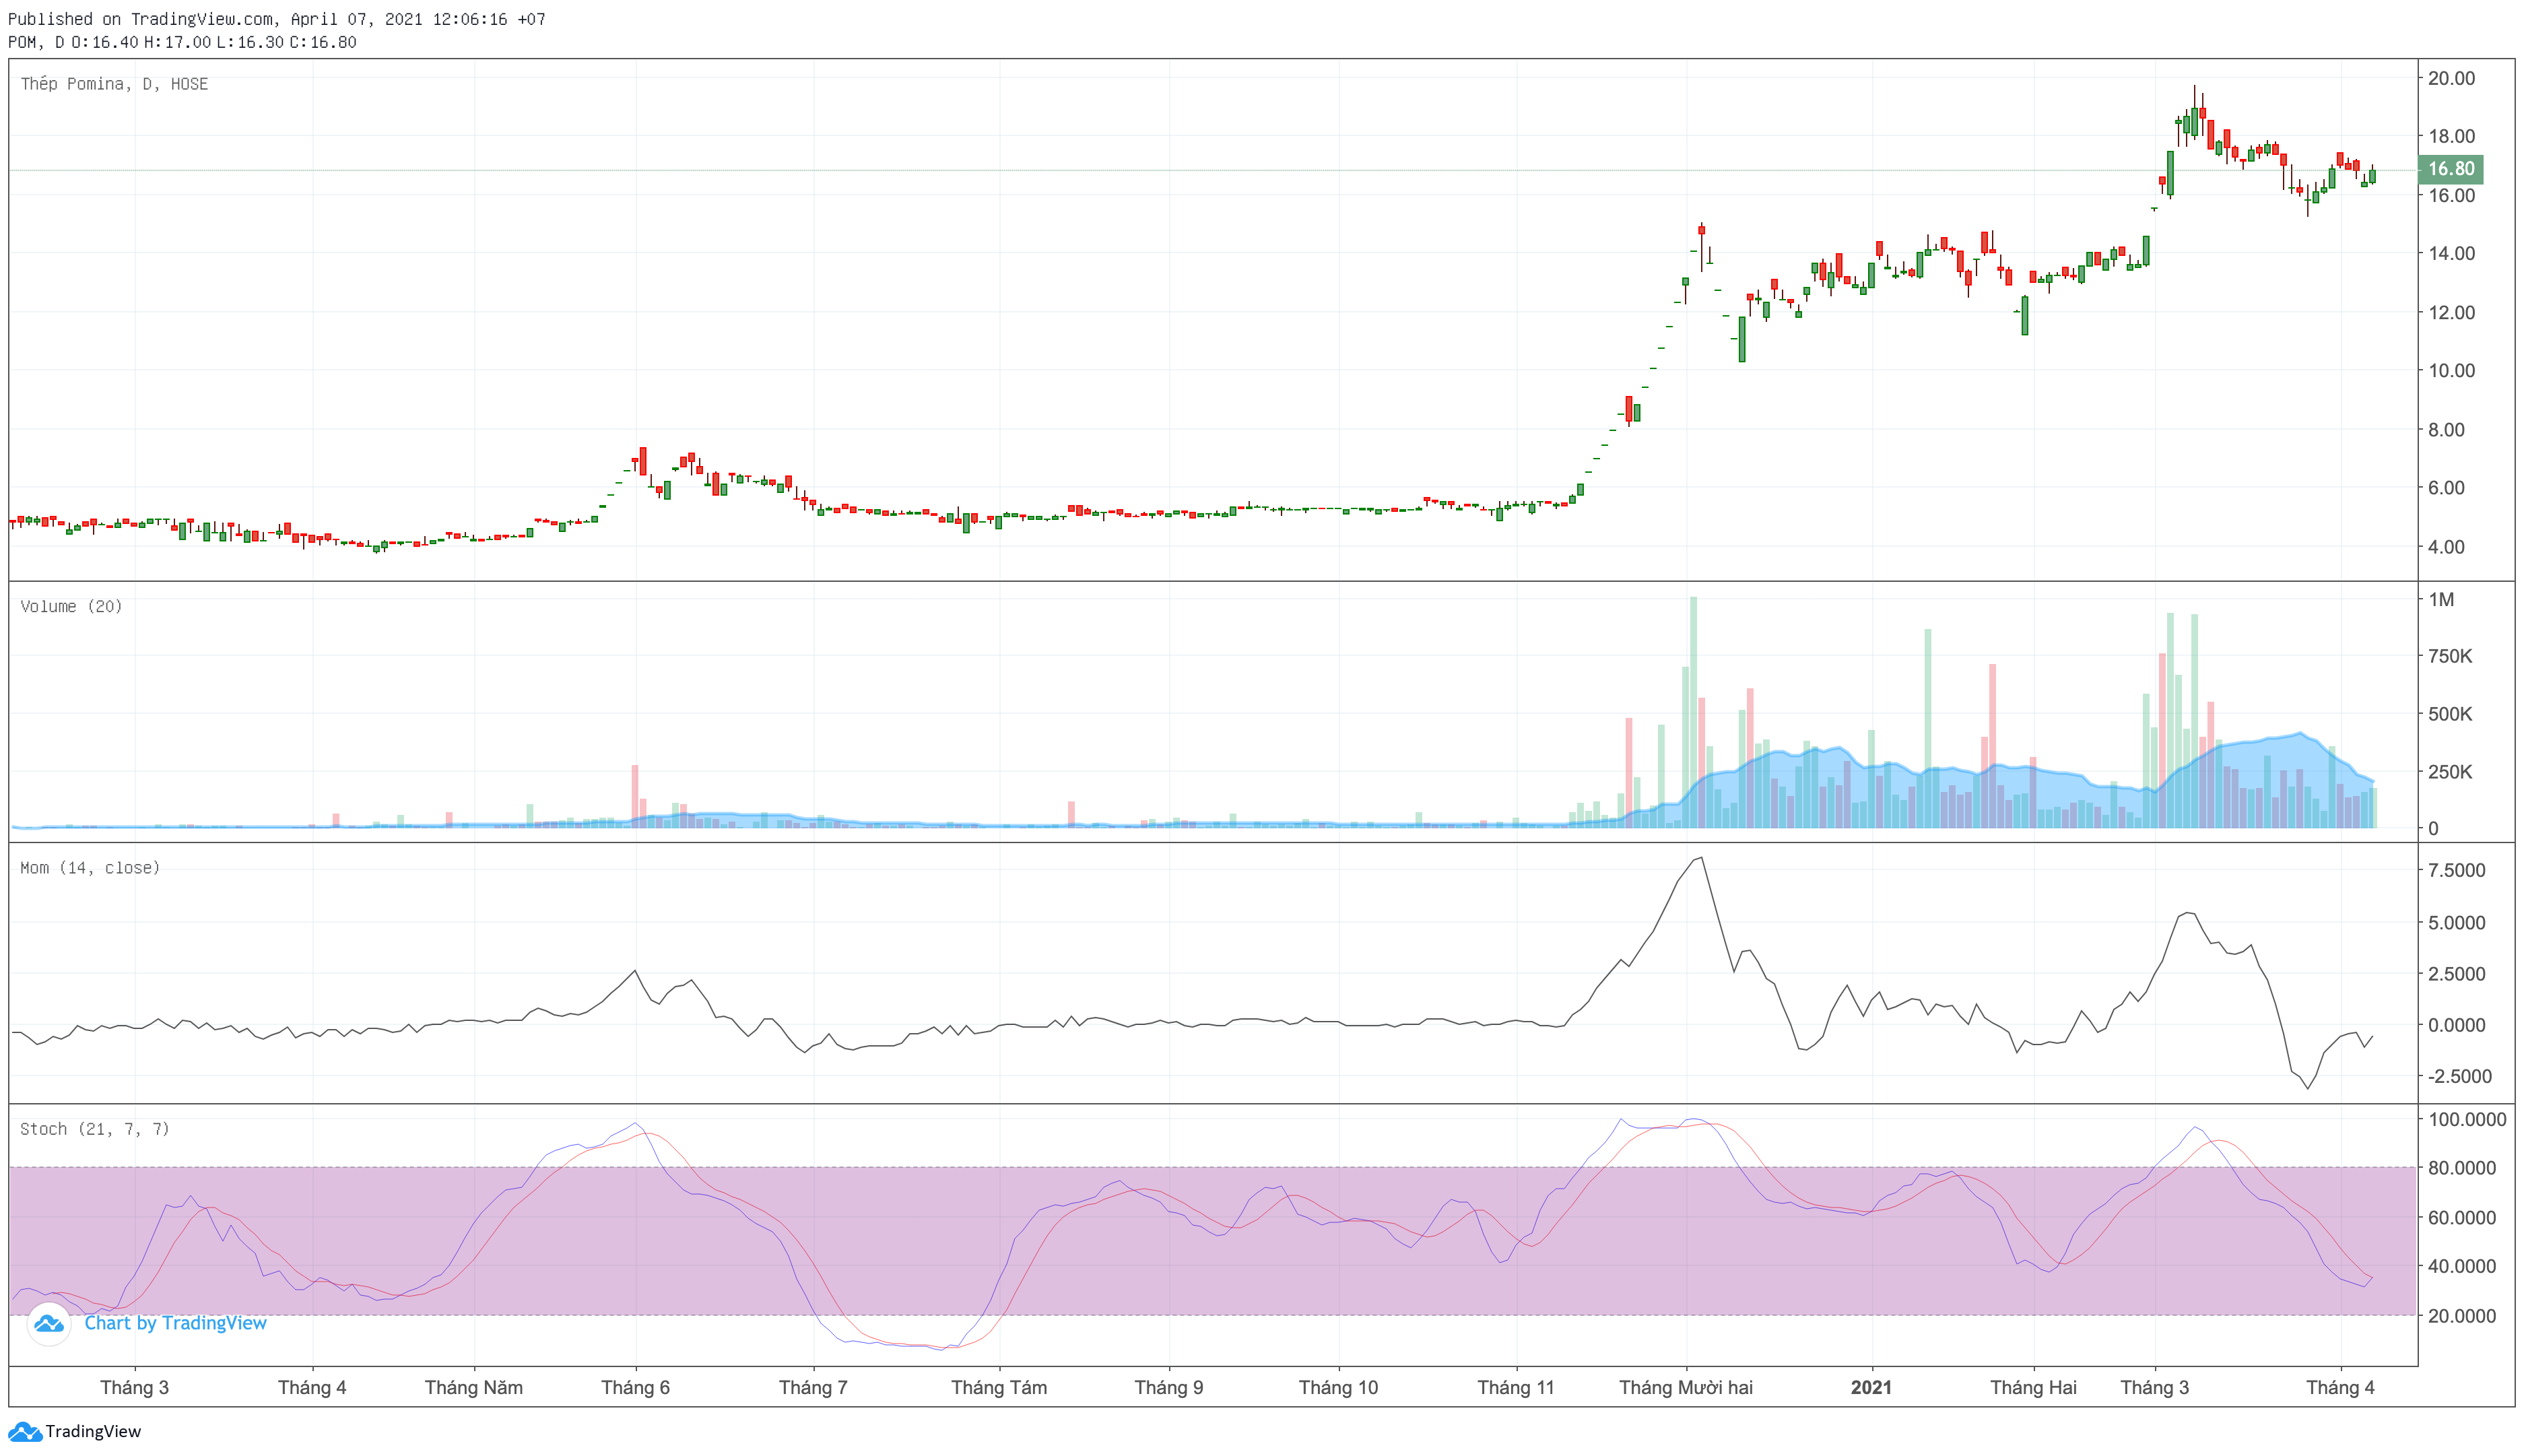 Published on TradingView.com, April 07, 2021 12:06:16 +07
POM, D O:16.40 H:17.00 L:16.30 C:16.80
Thép Pomina, D, HOSE
20.00
18.00
16.80
16.00
14.00
12.00
10.00
8.00
6.00
4.00
Volume (20)
1M
750K
500K
250K
0
Mom (14, close)
7.5000
5.0000
2.5000
0.0000
-2.5000
Stoch (21, 7, 7)
100.0000
80.0000
60.0000
40.0000
20.0000
Chart by TradingView
Tháng 3 Tháng 4 Tháng Năm Tháng 6 Tháng 7 Tháng Tám Tháng 9 Tháng 10 Tháng 11 Tháng Mười hai 2021 Tháng Hai Tháng 3 Tháng 4
TradingView